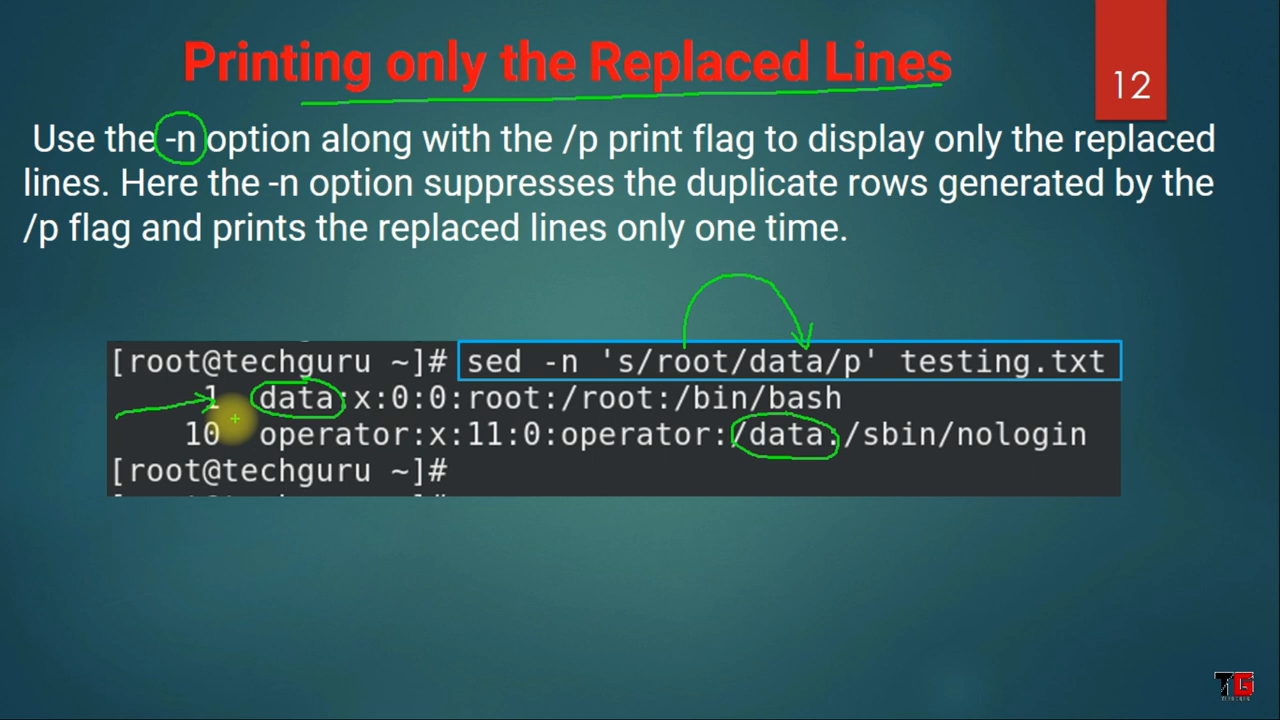 Printing only the Replaced Lines
12
Use the -n option along with the /p print flag to display only the replaced
lines. Here the -n option suppresses the duplicate rows generated by the
/p flag and prints the replaced lines only one time.
[root@techguru ~]# sed -n 's/root/data/p' testing.txt
1 data:x:0:0:root:/root:/bin/bash
10 operator:x:11:0:operator:/data:/sbin/nologin
[root@techguru ~]#
TG